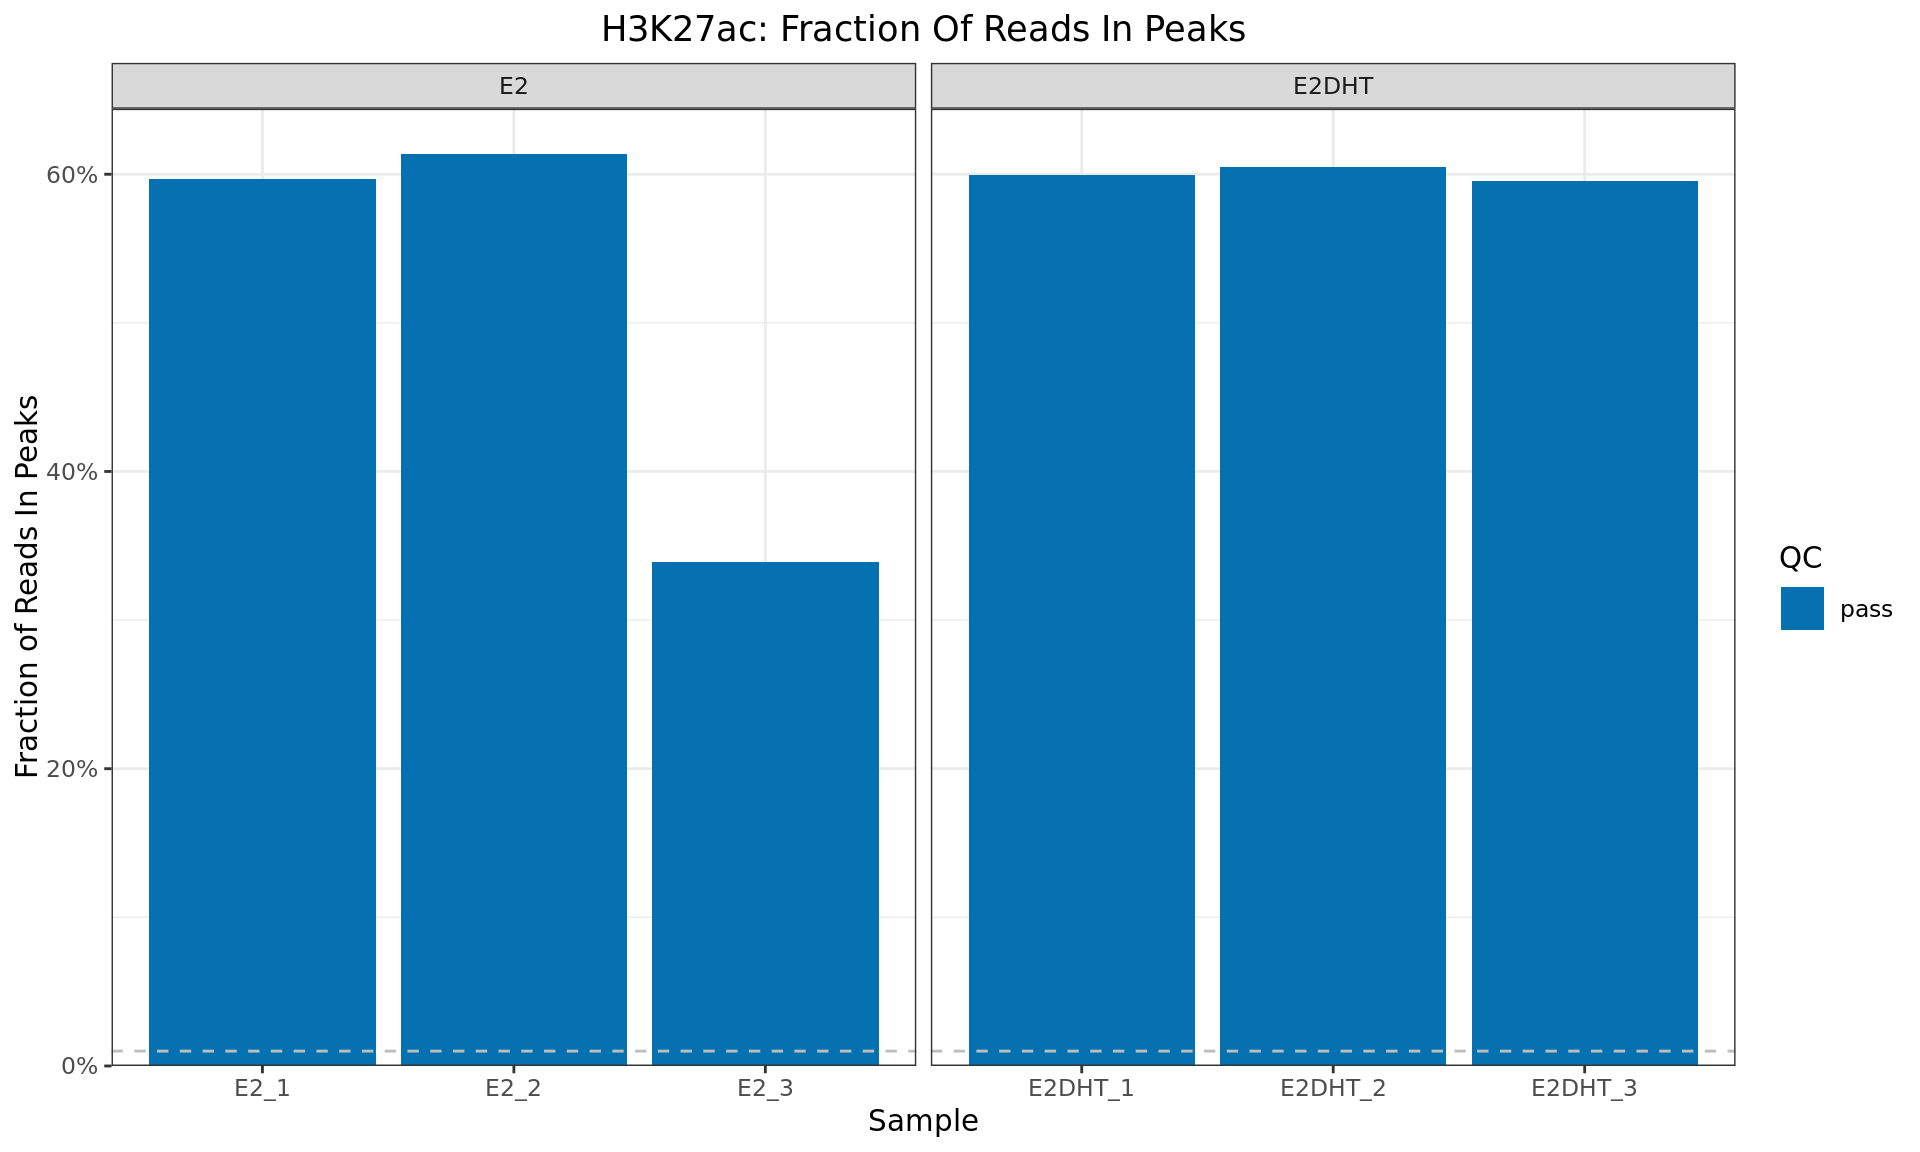 H3K27ac: Fraction Of Reads In Peaks
E2
E2DHT
Fraction of Reads In Peaks
60%
40%
20%
0%
E2_1
E2_2
E2_3
E2DHT_1
E2DHT_2
E2DHT_3
Sample
QC
pass